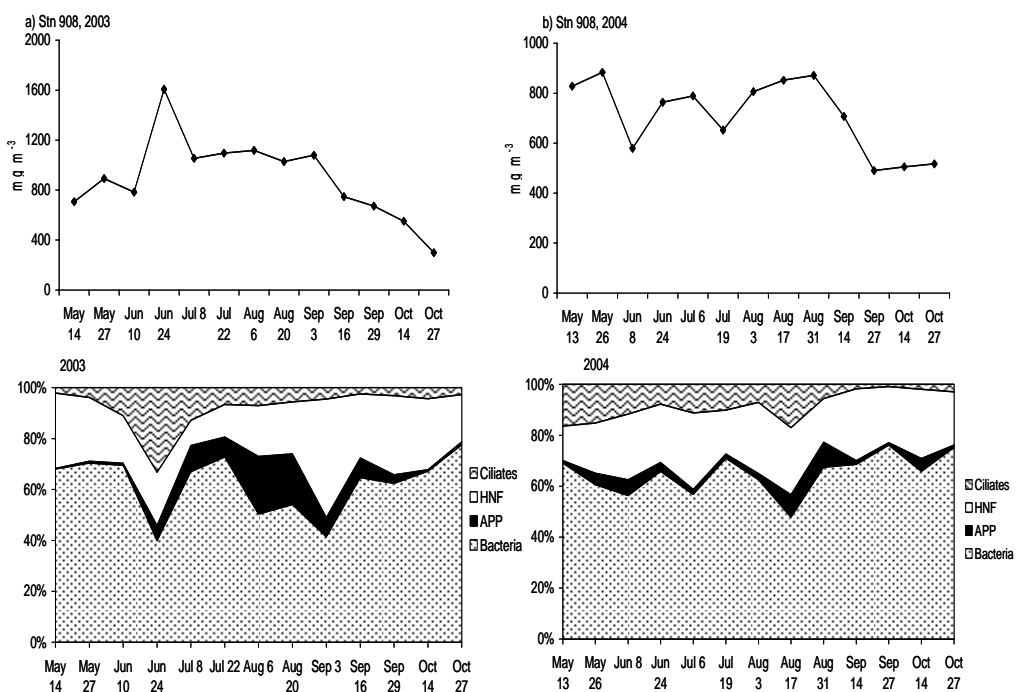 a) Stn 908, 2003
2000
1600
1200
800
400
0
mg m-3
May 14
May 27
Jun 10
Jun 24
Jul 8
Jul 22
Aug 6
Aug 20
Sep 3
Sep 16
Sep 29
Oct 14
Oct 27
b) Stn 908, 2004
1000
800
600
400
200
0
mg m-3
May 13
May 26
Jun 8
Jun 24
Jul 6
Jul 19
Aug 3
Aug 17
Aug 31
Sep 14
Sep 27
Oct 14
Oct 27
2003
100%
80%
60%
40%
20%
0%
May 14
May 27
Jun 10
Jun 24
Jul 8
Jul 22
Aug 6
Aug 20
Sep 3
Sep 16
Sep 29
Oct 14
Oct 27
Ciliates
HNF
APP
Bacteria
2004
100%
80%
60%
40%
20%
0%
May 13
May 26
Jun 8
Jun 24
Jul 6
Jul 19
Aug 3
Aug 17
Aug 31
Sep 14
Sep 27
Oct 14
Oct 27
Ciliates
HNF
APP
Bacteria